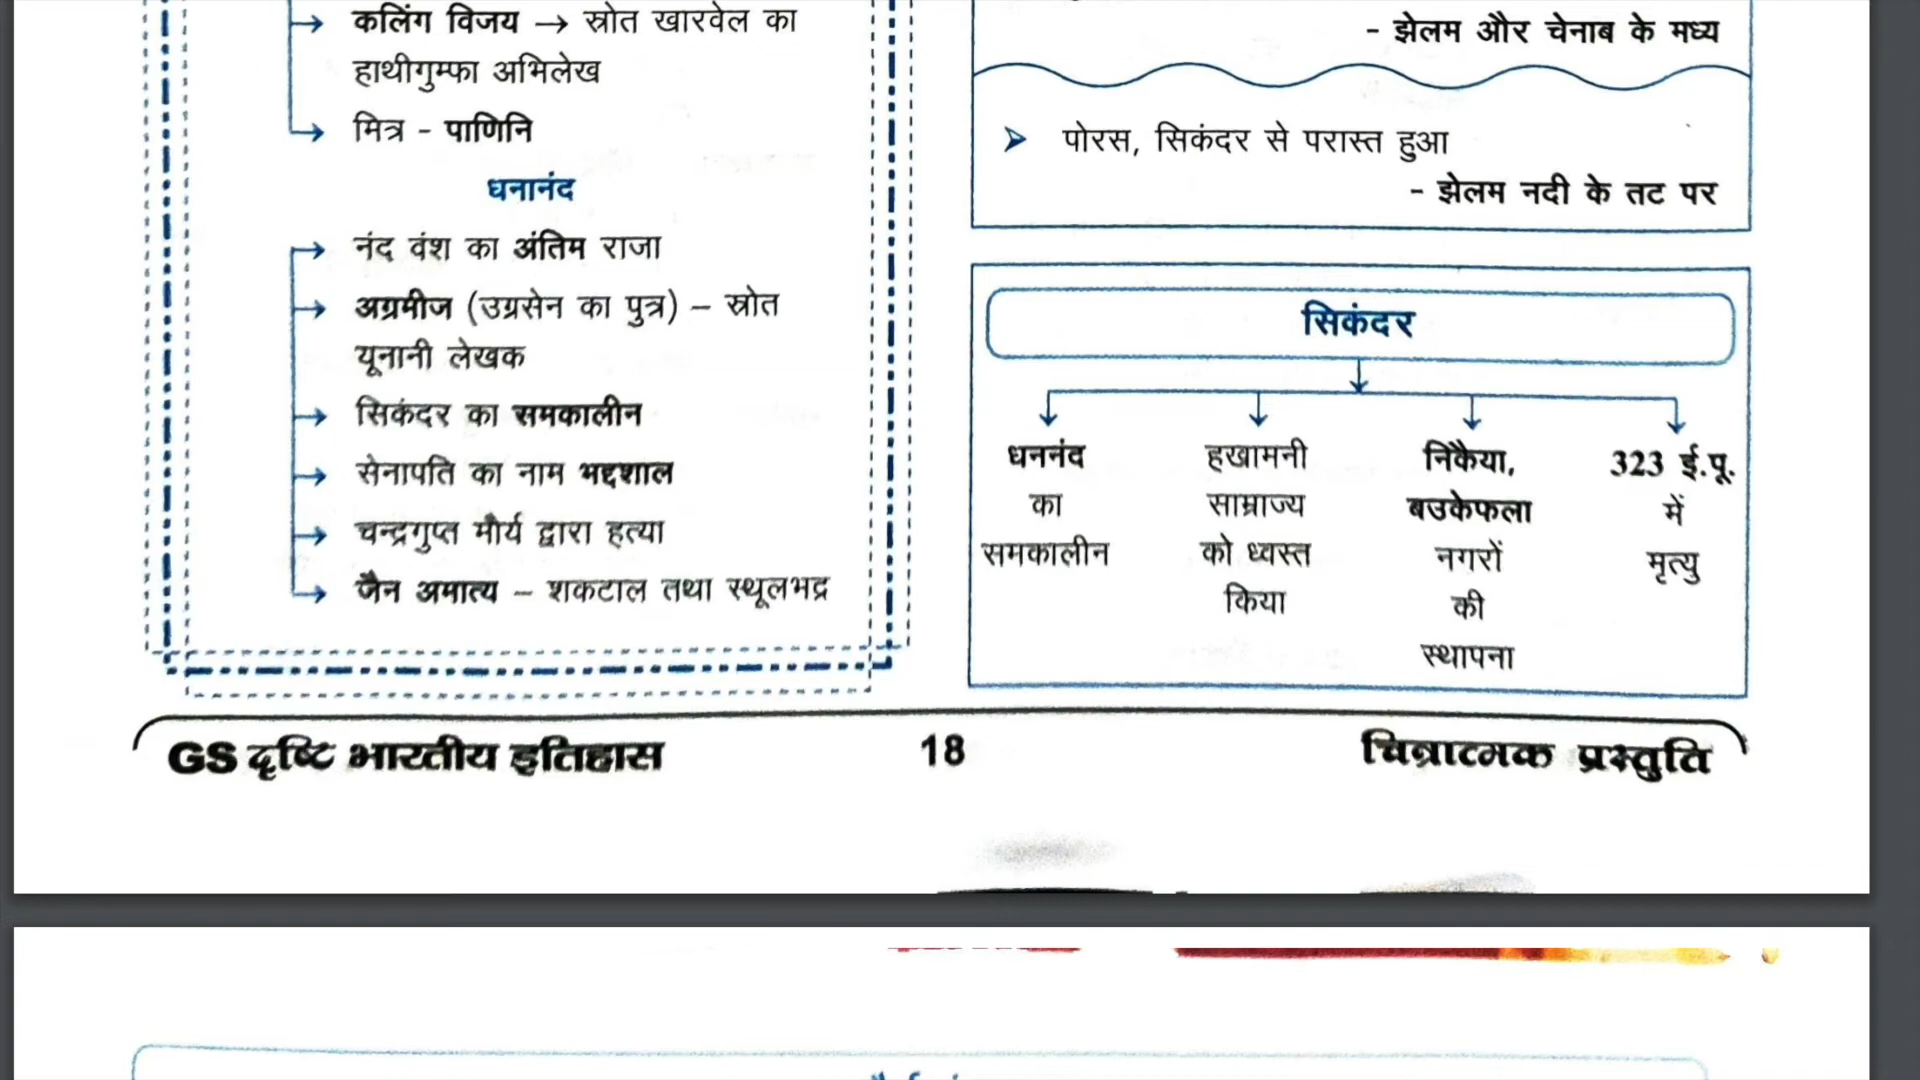 कलिंग विजय → स्रोत खारवेल का
हाथीगुम्फा अभिलेख
मित्र - पाणिनि
धनानंद
नंद वंश का अंतिम राजा
अग्रमीज (उग्रसेन का पुत्र) – स्रोत
यूनानी लेखक
सिकंदर का समकालीन
सेनापति का नाम भद्दशाल
चन्द्रगुप्त मौर्य द्वारा हत्या
जैन अमात्य – शकटाल तथा स्थूलभद्र
- झेलम और चेनाब के मध्य
➤ पोरस, सिकंदर से परास्त हुआ
- झेलम नदी के तट पर
सिकंदर
धननंद
का
समकालीन
हखामनी
साम्राज्य
को ध्वस्त
किया
निकैया,
बउकेफला
नगरों
की
स्थापना
323 ई.पू.
में
मृत्यु
GS दृष्टि भारतीय इतिहास 18 चित्रात्मक प्रस्तुति